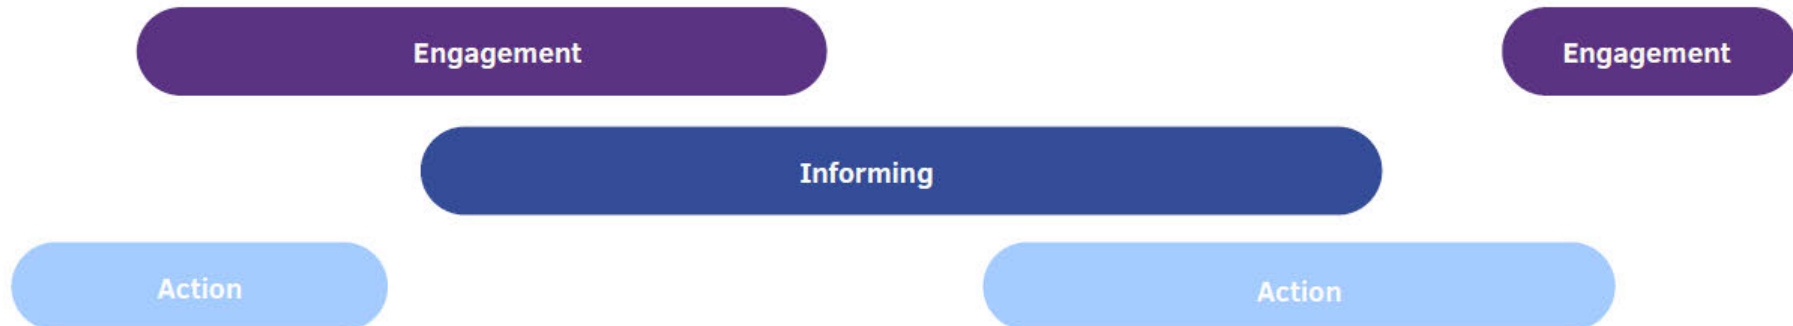 Engagement
Engagement
Informing
Action
Action